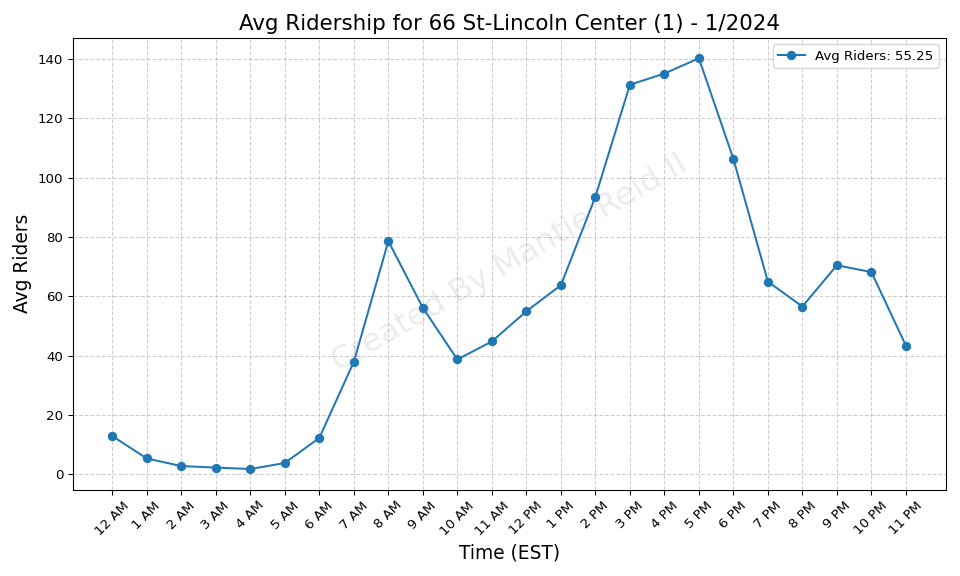 Avg Ridership for 66 St-Lincoln Center (1) - 1/2024
Avg Riders: 55.25
Avg Riders
140
120
100
80
60
40
20
0
Created By Mantie Reid II
12 AM
1 AM
2 AM
3 AM
4 AM
5 AM
6 AM
7 AM
8 AM
9 AM
10 AM
11 AM
12 PM
1 PM
2 PM
3 PM
4 PM
5 PM
6 PM
7 PM
8 PM
9 PM
10 PM
11 PM
Time (EST)